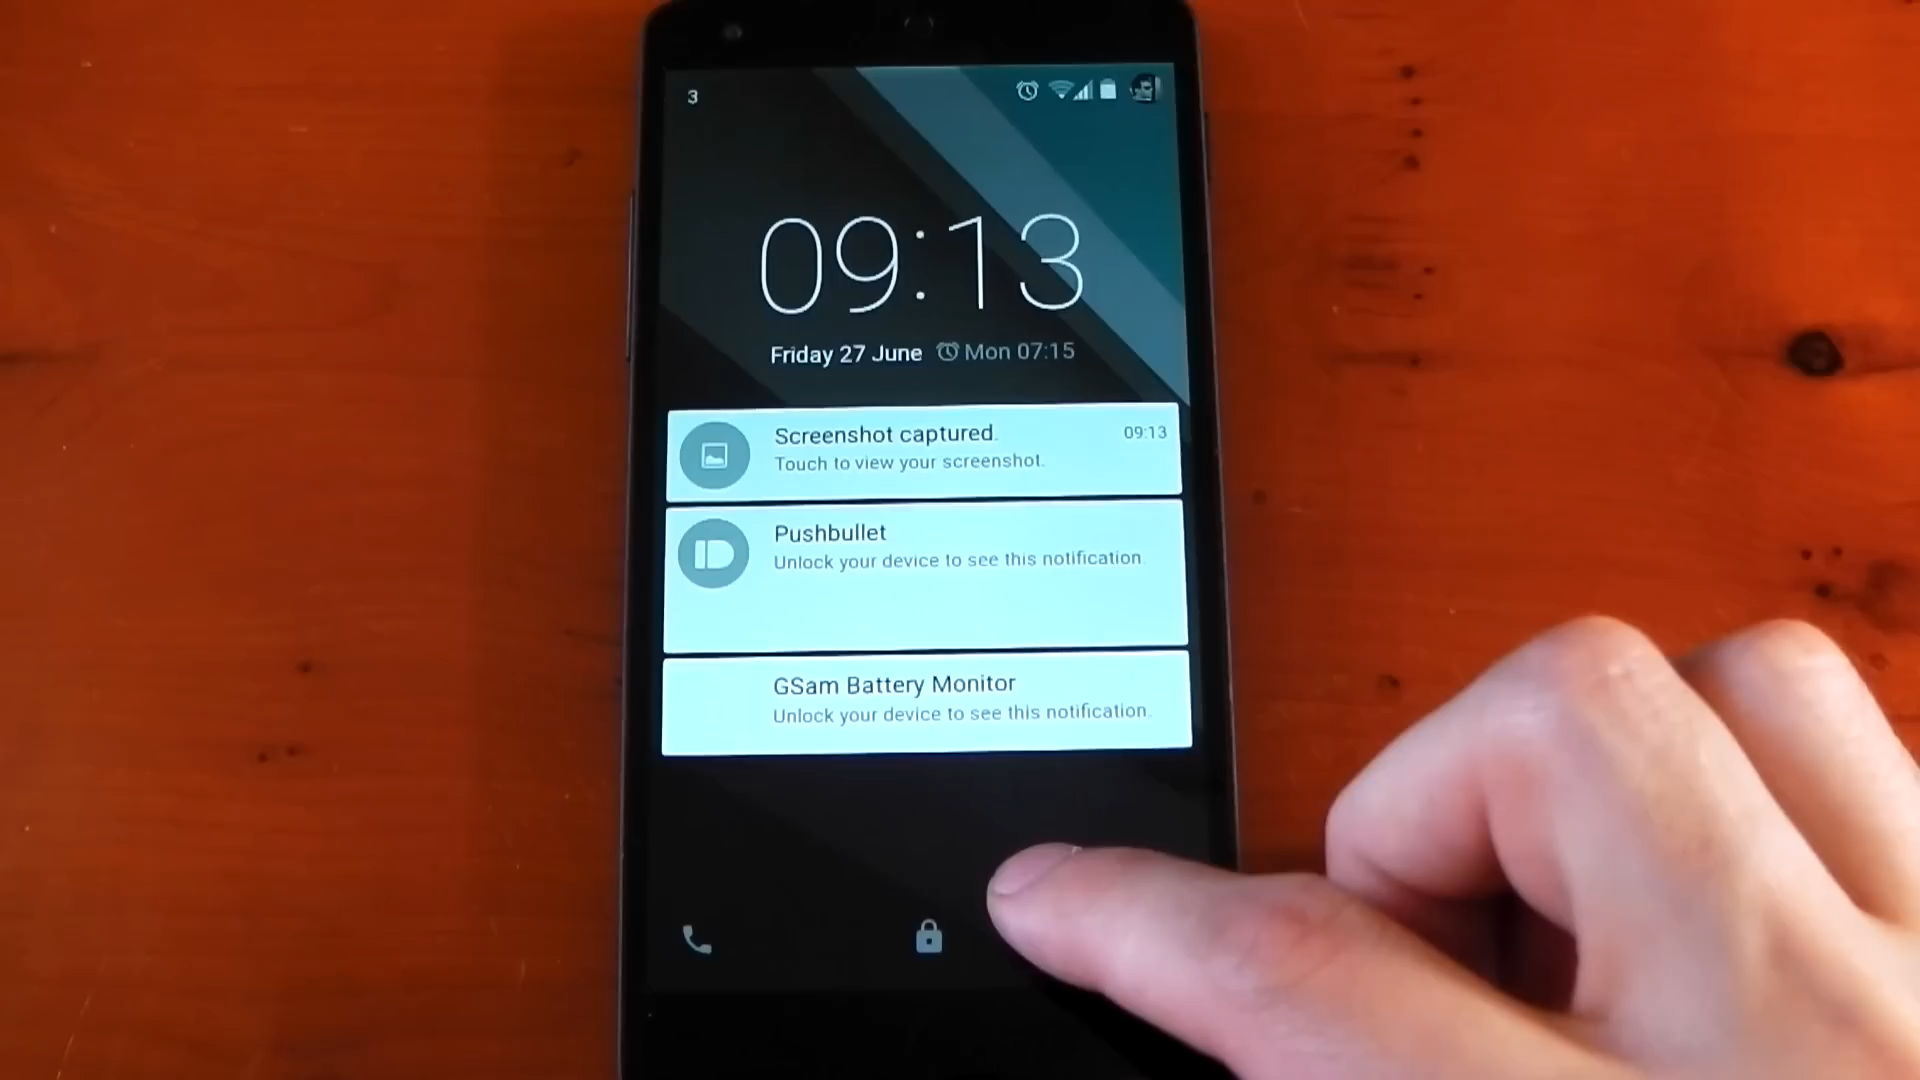 3
09:13
Friday 27 June Mon 07:15
Screenshot captured. 09:13
Touch to view your screenshot.
Pushbullet
Unlock your device to see this notification.
GSam Battery Monitor
Unlock your device to see this notification.